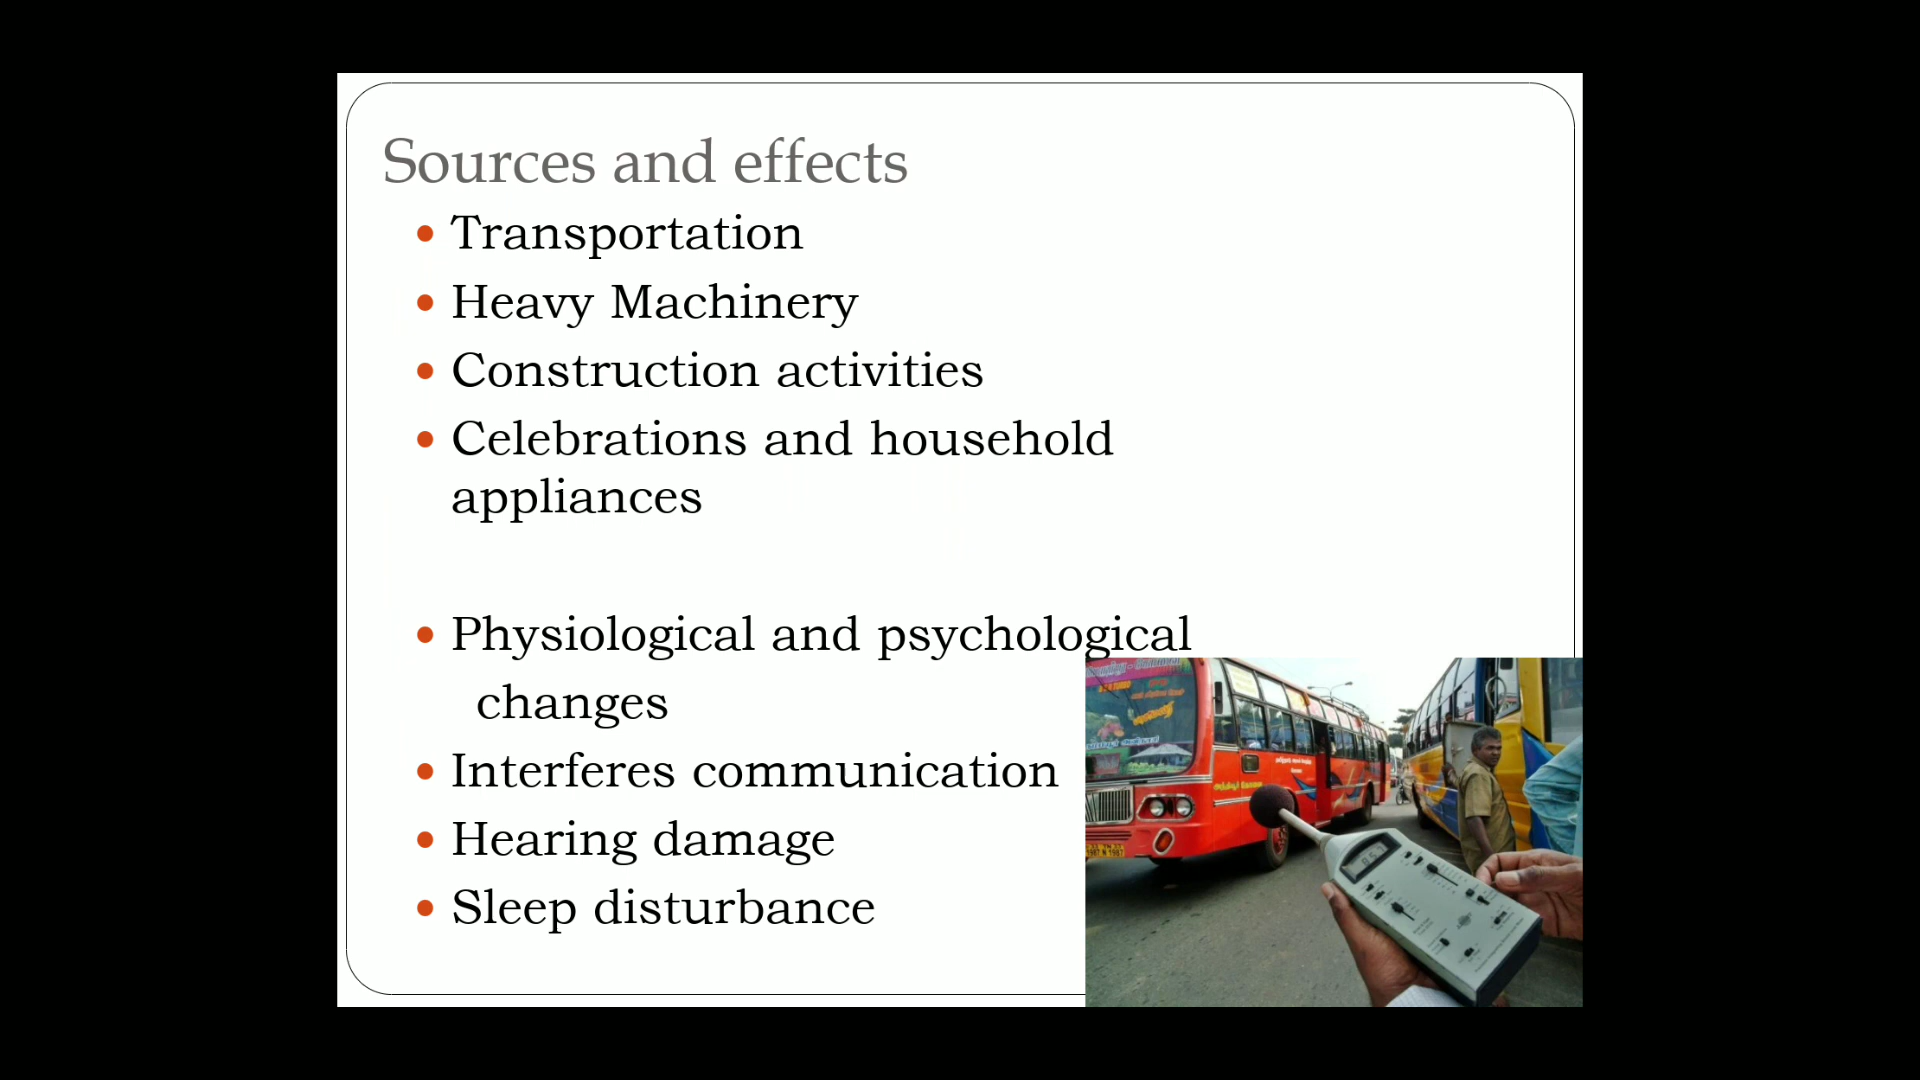 Sources and effects
Transportation
Heavy Machinery
Construction activities
Celebrations and household
appliances
Physiological and psychological
changes
Interferes communication
Hearing damage
Sleep disturbance